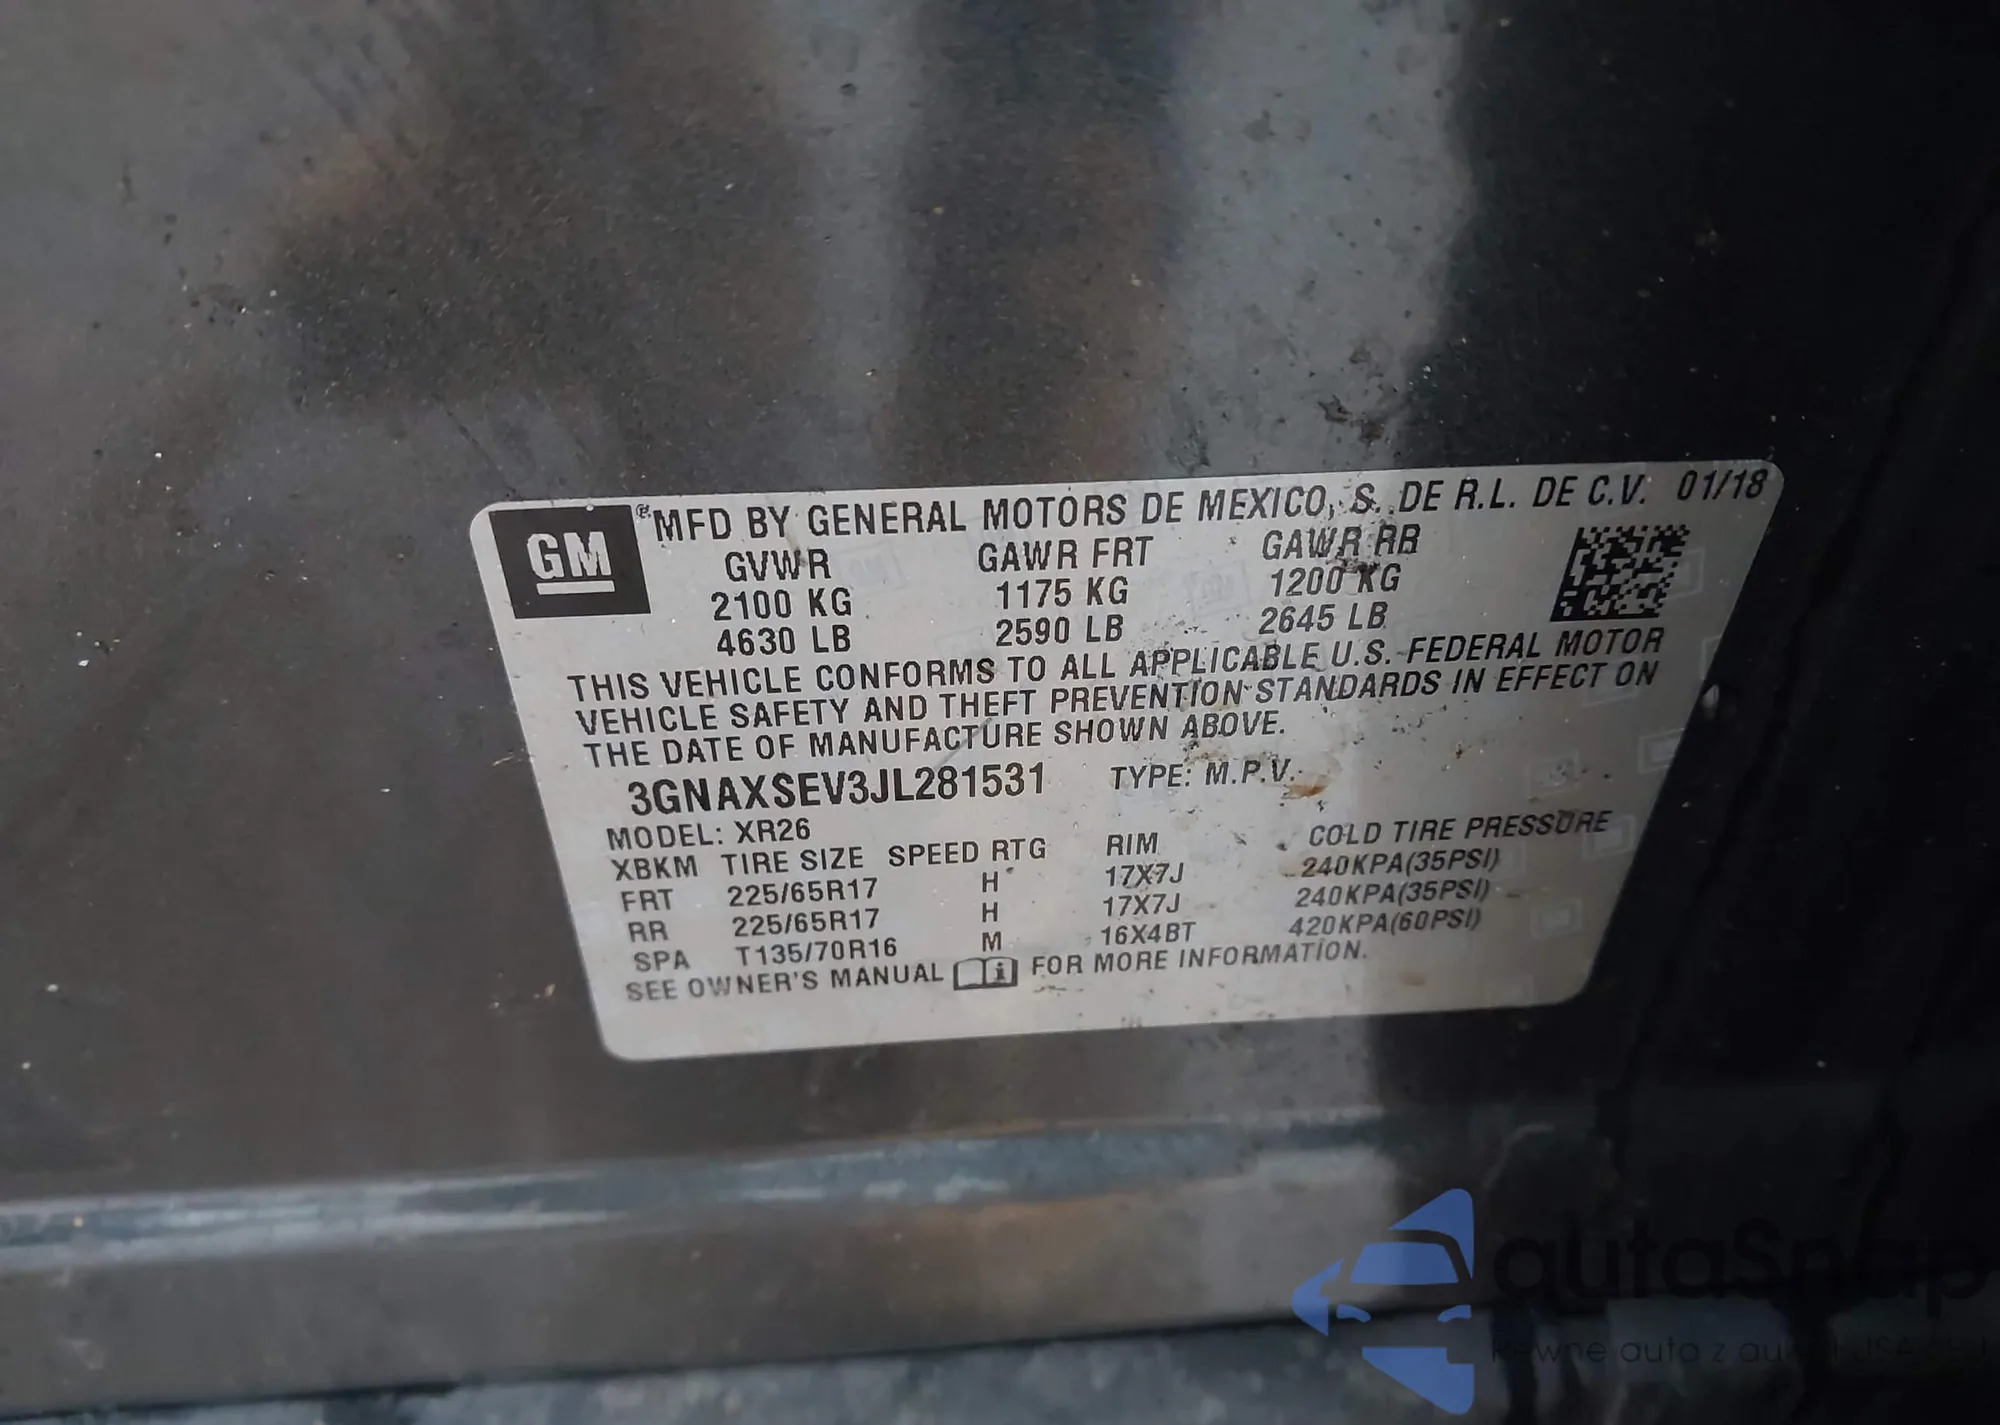 GM ® MFD BY GENERAL MOTORS DE MEXICO, S. DE R.L. DE C.V. 01/18
GVWR GAWR FRT GAWR RR
2100 KG 1175 KG 1200 KG
4630 LB 2590 LB 2645 LB
THIS VEHICLE CONFORMS TO ALL APPLICABLE U.S. FEDERAL MOTOR
VEHICLE SAFETY AND THEFT PREVENTION STANDARDS IN EFFECT ON
THE DATE OF MANUFACTURE SHOWN ABOVE.
3GNAXSEV3JL281531 TYPE: M.P.V.
MODEL: XR26
XBKM TIRE SIZE SPEED RTG RIM COLD TIRE PRESSURE
FRT 225/65R17 H 17X7J 240KPA(35PSI)
RR 225/65R17 H 17X7J 240KPA(35PSI)
SPA T135/70R16 M 16X4BT 420KPA(60PSI)
SEE OWNER'S MANUAL FOR MORE INFORMATION.
autaSnap
Pewne auta z USA